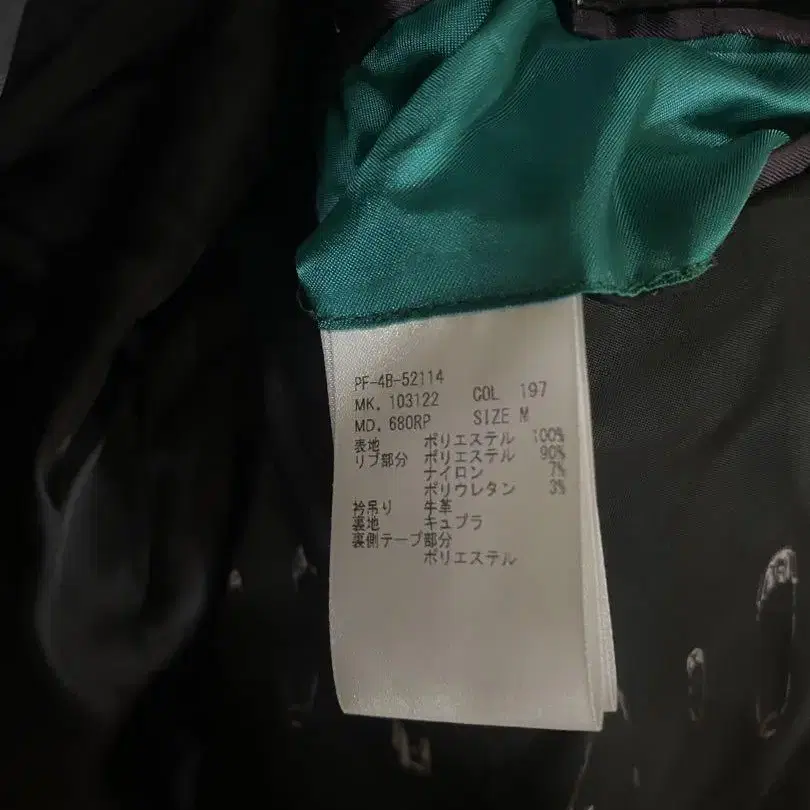 PF-4B-52114
MK. 103122 COL 197
MD. 680RP SIZE M
表地 ポリエステル 100%
リブ部分 ポリエステル 90%
ナイロン 7%
ポリウレタン 3%
衿吊り 牛革
裏地 キュプラ
裏側テープ部分
ポリエステル